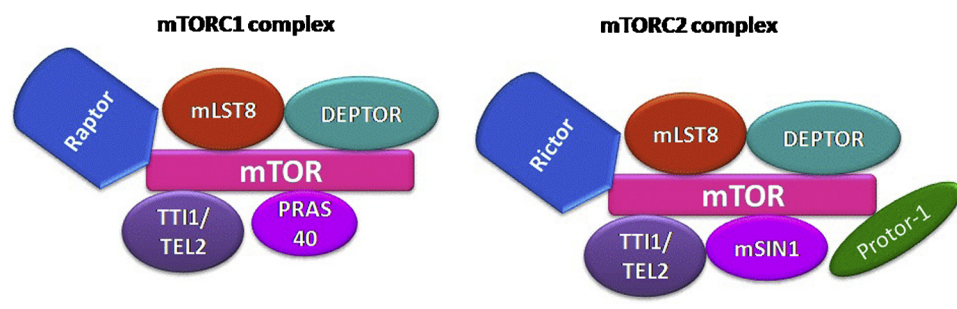 mTORC1 complex
Raptor
mLST8
DEPTOR
mTOR
TTI1/
TEL2
PRAS
40
mTORC2 complex
Rictor
mLST8
DEPTOR
mTOR
TTI1/
TEL2
mSIN1
Protor-1